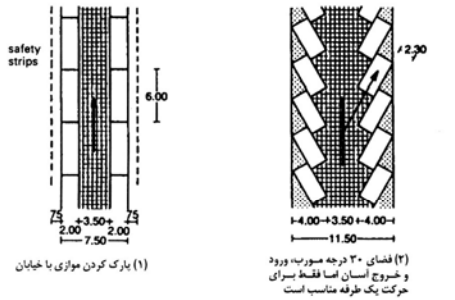 safety
strips
6.00
75
+3.50+
75
2.00
2.00
7.50
(۱) پارک کردن موازی با خیابان
2.30
4.00+3.50+4.00
11.50
(۲) فضای ۳۰ درجه مورب، ورود
و خروج آسان اما فقط برای
حرکت یک طرفه مناسب است